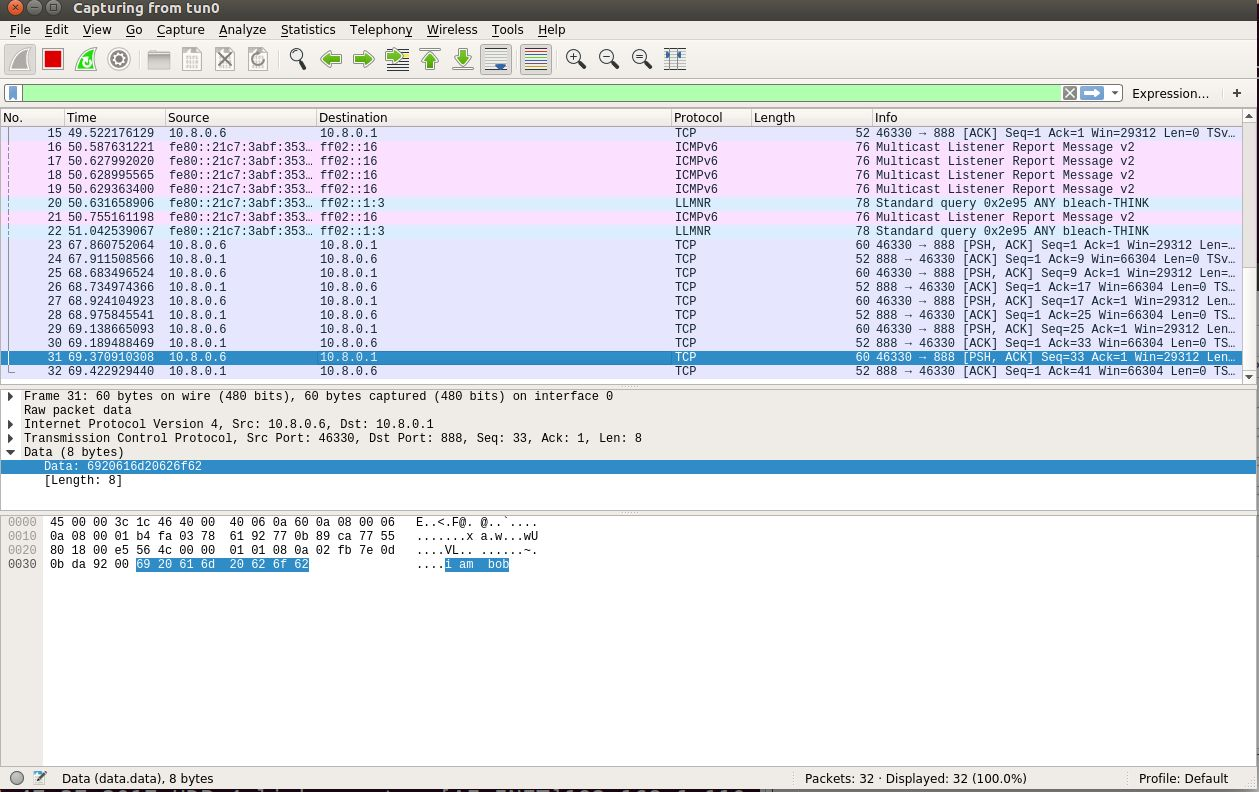 Capturing from tun0
File Edit View Go Capture Analyze Statistics Telephony Wireless Tools Help
Expression... +
No. Time Source Destination Protocol Length Info
15 49.522176129 10.8.0.6 10.8.0.1 TCP 52 46330 → 888 [ACK] Seq=1 Ack=1 Win=29312 Len=0 TSv…
16 50.587631221 fe80::21c7:3abf:353… ff02::16 ICMPv6 76 Multicast Listener Report Message v2
17 50.627992020 fe80::21c7:3abf:353… ff02::16 ICMPv6 76 Multicast Listener Report Message v2
18 50.628995565 fe80::21c7:3abf:353… ff02::16 ICMPv6 76 Multicast Listener Report Message v2
19 50.629363400 fe80::21c7:3abf:353… ff02::16 ICMPv6 76 Multicast Listener Report Message v2
20 50.631658906 fe80::21c7:3abf:353… ff02::1:3 LLMNR 78 Standard query 0x2e95 ANY bleach-THINK
21 50.755161198 fe80::21c7:3abf:353… ff02::16 ICMPv6 76 Multicast Listener Report Message v2
22 51.042539067 fe80::21c7:3abf:353… ff02::1:3 LLMNR 78 Standard query 0x2e95 ANY bleach-THINK
23 67.860752064 10.8.0.6 10.8.0.1 TCP 60 46330 → 888 [PSH, ACK] Seq=1 Ack=1 Win=29312 Len=…
24 67.911508566 10.8.0.1 10.8.0.6 TCP 52 888 → 46330 [ACK] Seq=1 Ack=9 Win=66304 Len=0 TSv…
25 68.683496524 10.8.0.6 10.8.0.1 TCP 60 46330 → 888 [PSH, ACK] Seq=9 Ack=1 Win=29312 Len=…
26 68.734974366 10.8.0.1 10.8.0.6 TCP 52 888 → 46330 [ACK] Seq=1 Ack=17 Win=66304 Len=0 TS…
27 68.924104923 10.8.0.6 10.8.0.1 TCP 60 46330 → 888 [PSH, ACK] Seq=17 Ack=1 Win=29312 Len…
28 68.975845541 10.8.0.1 10.8.0.6 TCP 52 888 → 46330 [ACK] Seq=1 Ack=25 Win=66304 Len=0 TS…
29 69.138665093 10.8.0.6 10.8.0.1 TCP 60 46330 → 888 [PSH, ACK] Seq=25 Ack=1 Win=29312 Len…
30 69.189488469 10.8.0.1 10.8.0.6 TCP 52 888 → 46330 [ACK] Seq=1 Ack=33 Win=66304 Len=0 TS…
31 69.370910308 10.8.0.6 10.8.0.1 TCP 60 46330 → 888 [PSH, ACK] Seq=33 Ack=1 Win=29312 Len…
32 69.422929440 10.8.0.1 10.8.0.6 TCP 52 888 → 46330 [ACK] Seq=1 Ack=41 Win=66304 Len=0 TS…
Frame 31: 60 bytes on wire (480 bits), 60 bytes captured (480 bits) on interface 0
Raw packet data
Internet Protocol Version 4, Src: 10.8.0.6, Dst: 10.8.0.1
Transmission Control Protocol, Src Port: 46330, Dst Port: 888, Seq: 33, Ack: 1, Len: 8
Data (8 bytes)
Data: 6920616d20626f62
[Length: 8]
0000 45 00 00 3c 1c 46 40 00 40 06 0a 60 0a 08 00 06 E..<.F@. @..`....
0010 0a 08 00 01 b4 fa 03 78 61 92 77 0b 89 ca 77 55 .......x a.w...wU
0020 80 18 00 e5 56 4c 00 00 01 01 08 0a 02 fb 7e 0d ....VL.. ......~.
0030 0b da 92 00 69 20 61 6d 20 62 6f 62 ....i am bob
Data (data.data), 8 bytes Packets: 32 · Displayed: 32 (100.0%) Profile: Default